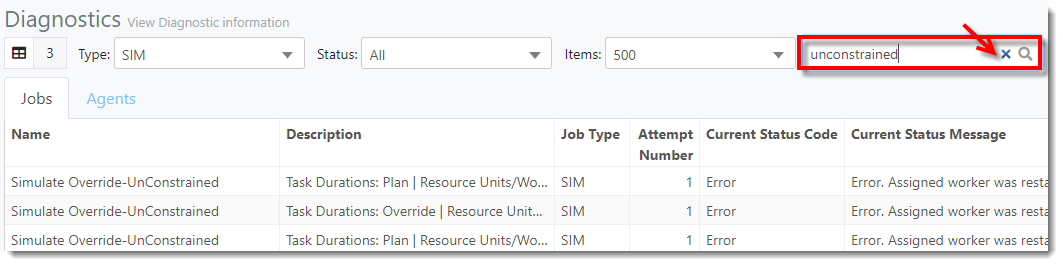 Diagnostics View Diagnostic information
3 Type: SIM Status: All Items: 500 unconstrained
Jobs Agents
Name Description Job Type Attempt Number Current Status Code Current Status Message
Simulate Override-UnConstrained Task Durations: Plan | Resource Units/Wo... SIM 1 Error Error. Assigned worker was resta
Simulate Override-UnConstrained Task Durations: Override | Resource Unit... SIM 1 Error Error. Assigned worker was resta
Simulate Override-UnConstrained Task Durations: Plan | Resource Units/Wo... SIM 1 Error Error. Assigned worker was resta